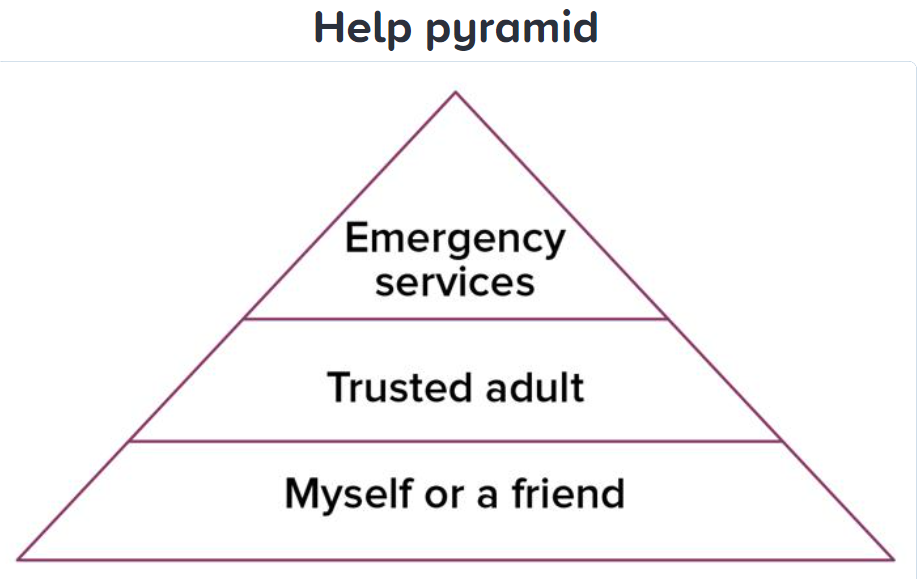 Help pyramid
Emergency
services
Trusted adult
Myself or a friend